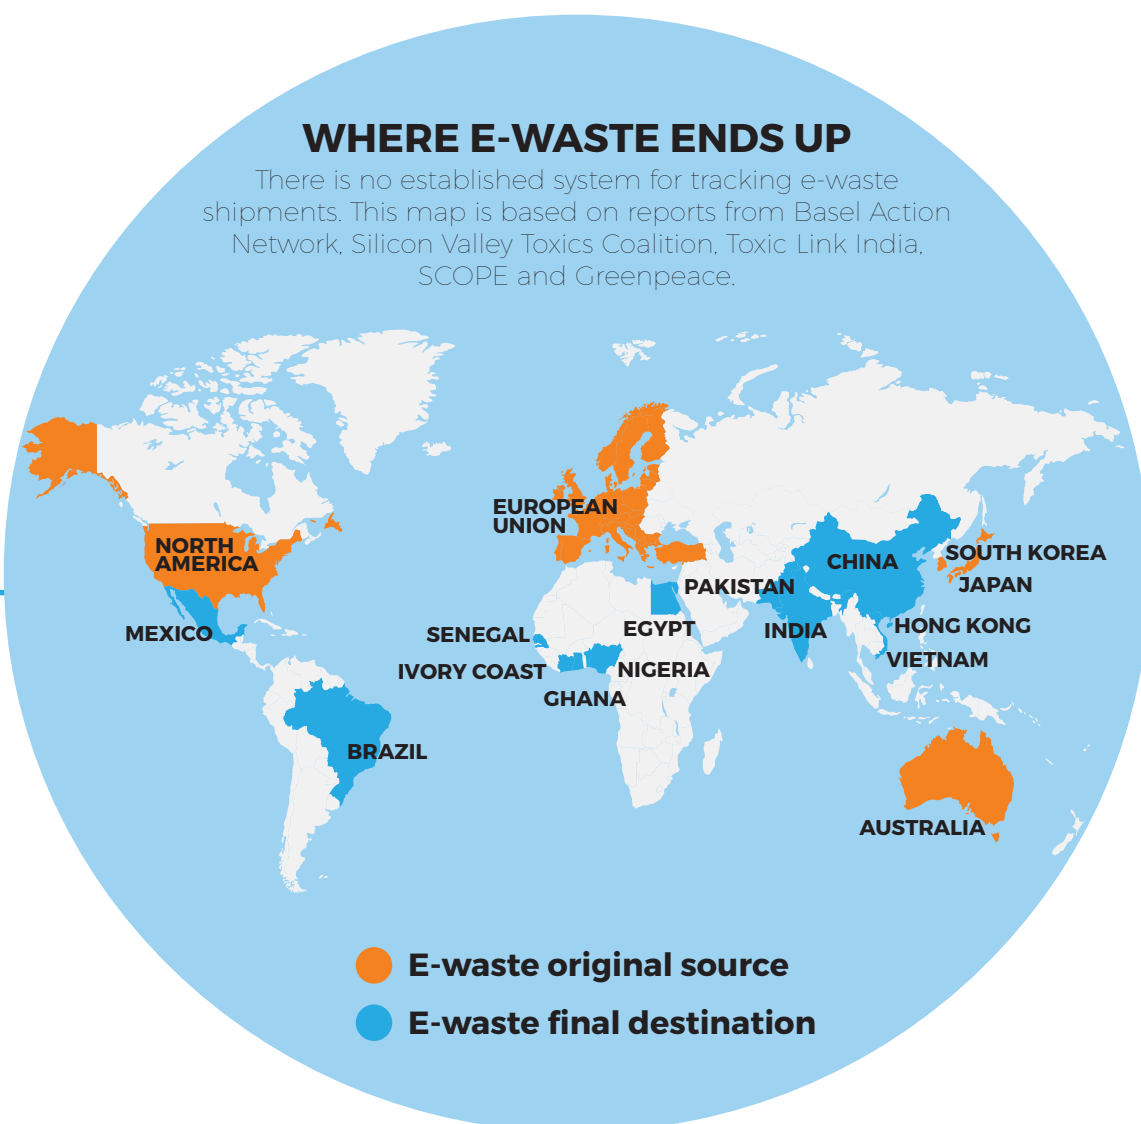 WHERE E-WASTE ENDS UP
There is no established system for tracking e-waste
shipments. This map is based on reports from Basel Action
Network, Silicon Valley Toxics Coalition, Toxic Link India,
SCOPE and Greenpeace.
EUROPEAN
UNION
NORTH
AMERICA
CHINA
SOUTH KOREA
JAPAN
PAKISTAN
MEXICO
SENEGAL
EGYPT
INDIA
HONG KONG
VIETNAM
IVORY COAST
NIGERIA
GHANA
BRAZIL
AUSTRALIA
E-waste original source
E-waste final destination